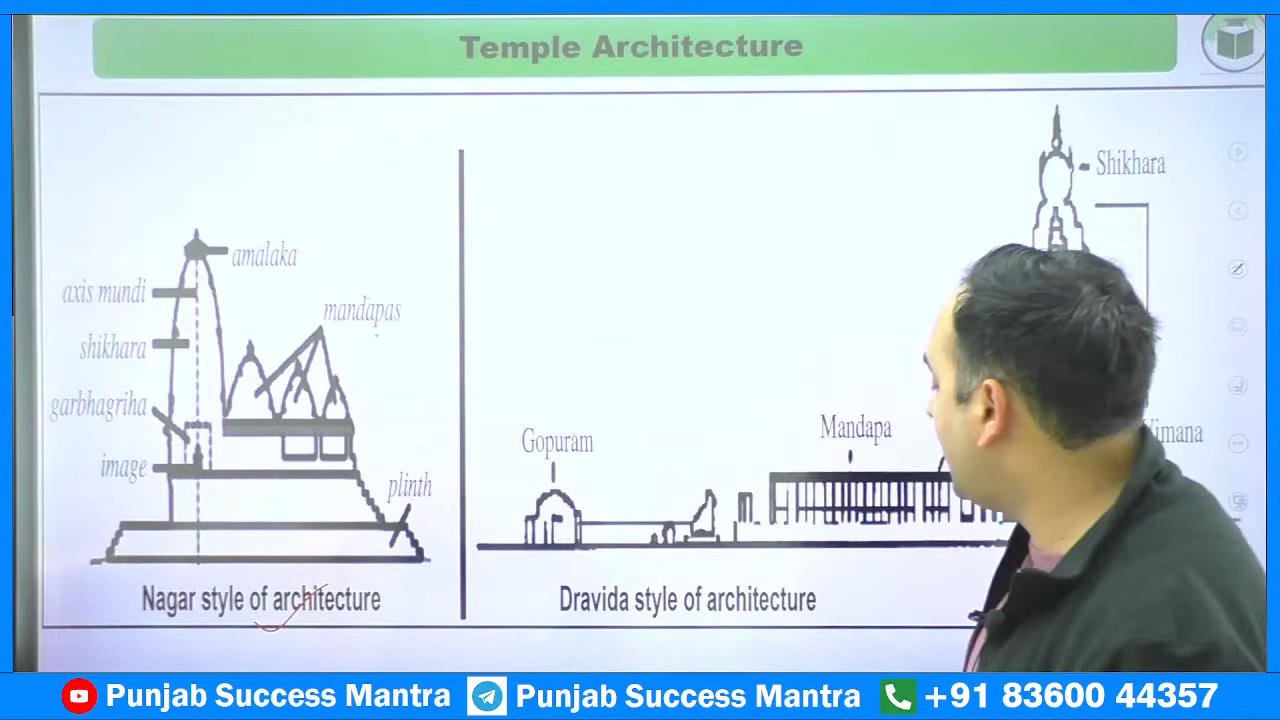 Temple Architecture
amalaka
axis mundi
mandapas
shikhara
garbhagriha
image
plinth
Nagar style of architecture
Shikhara
Gopuram
Mandapa
Dravida style of architecture
Punjab Success Mantra
Punjab Success Mantra
+91 83600 44357